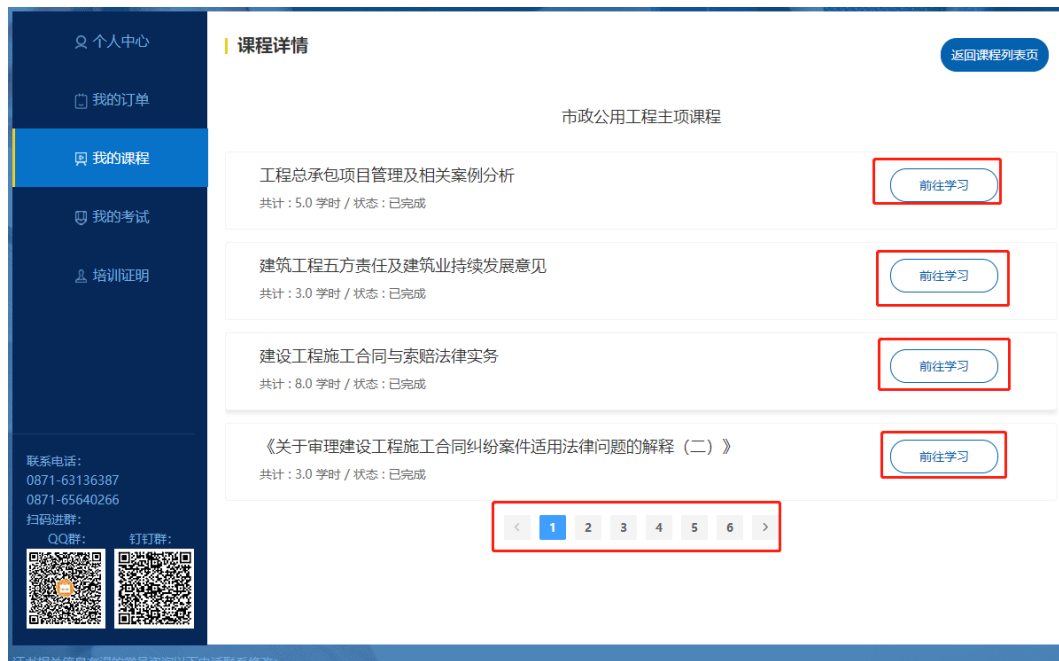 个人中心
我的订单
我的课程
我的考试
培训证明
联系电话：
0871-63136387
0871-65640266
扫码进群：
QQ群： 钉钉群：
课程详情
返回课程列表页
市政公用工程主项课程
工程总承包项目管理及相关案例分析
共计：5.0 学时 / 状态：已完成
前往学习
建筑工程五方责任及建筑业持续发展意见
共计：3.0 学时 / 状态：已完成
前往学习
建设工程施工合同与索赔法律实务
共计：8.0 学时 / 状态：已完成
前往学习
《关于审理建设工程施工合同纠纷案件适用法律问题的解释（二）》
共计：3.0 学时 / 状态：已完成
前往学习
< 1 2 3 4 5 6 >